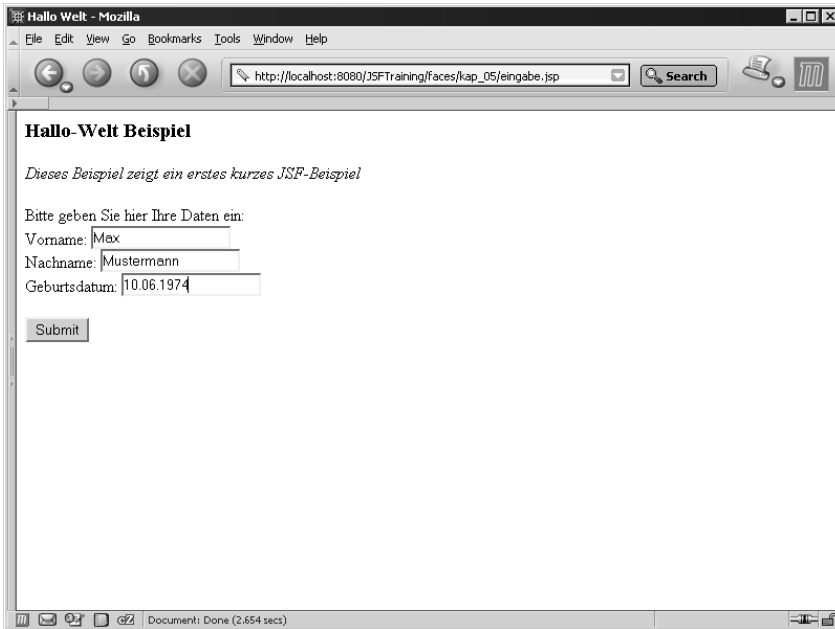 Hallo Welt - Mozilla
File Edit View Go Bookmarks Tools Window Help
http://localhost:8080/JSFTraining/faces/kap_05/eingabe.jsp Search
Hallo-Welt Beispiel
Dieses Beispiel zeigt ein erstes kurzes JSF-Beispiel
Bitte geben Sie hier Ihre Daten ein:
Vorname: Max
Nachname: Mustermann
Geburtsdatum: 10.06.1974
Submit
Document: Done (2.654 secs)